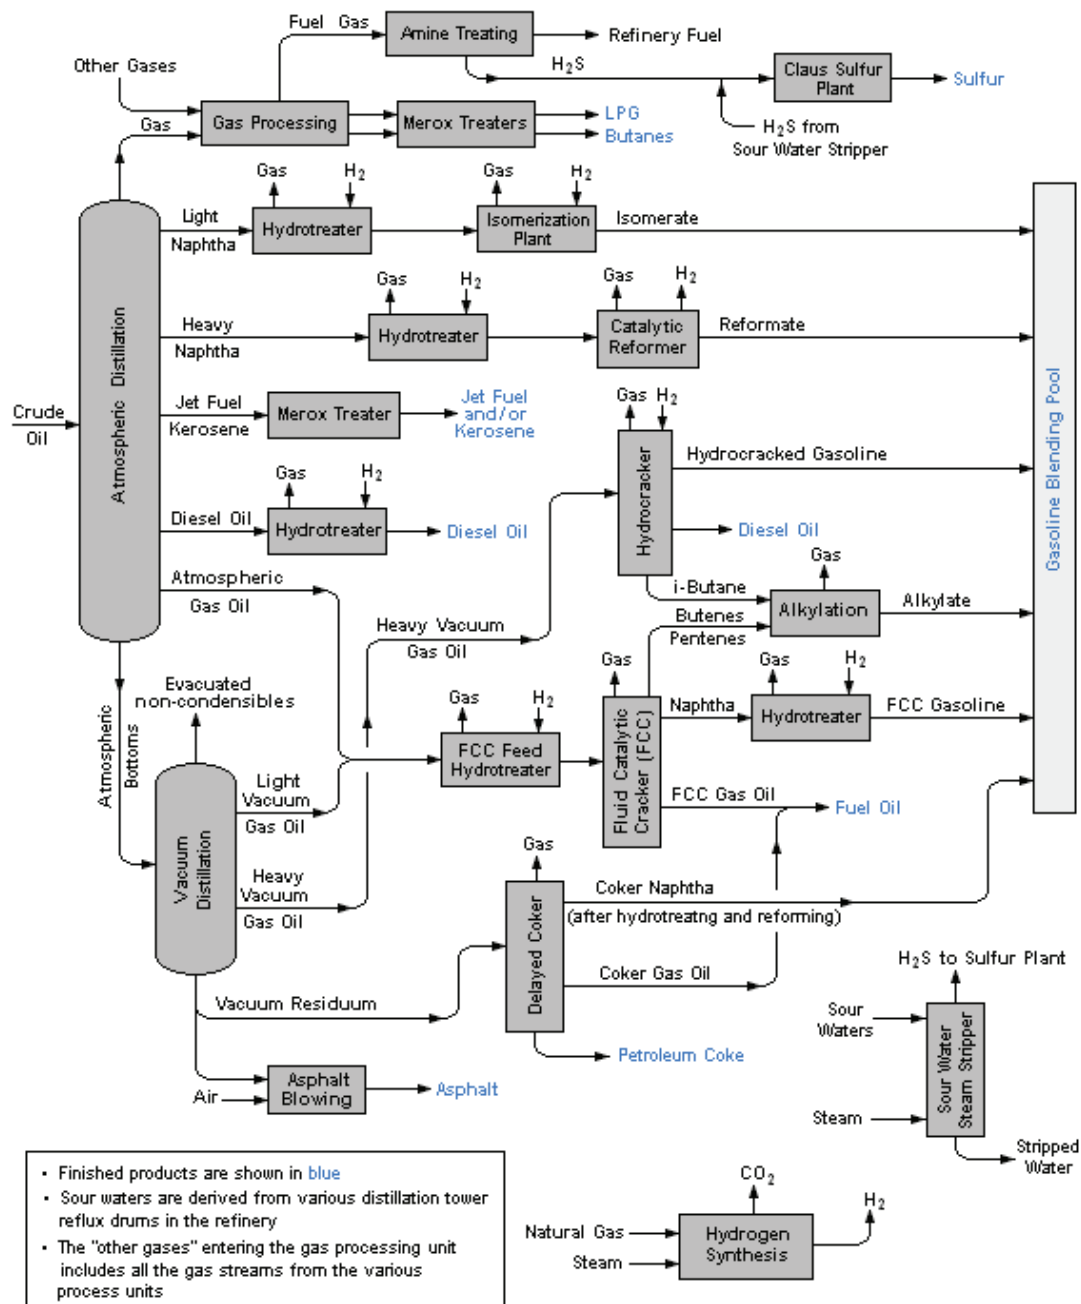 Fuel Gas
Amine Treating
Refinery Fuel
Other Gases
H2S
Claus Sulfur
Plant
Sulfur
Gas
Gas Processing
Merox Treaters
LPG
Butanes
H2S from
Sour Water Stripper
Gas
H2
Gas
H2
Light
Naphtha
Hydrotreater
Isomerization
Plant
Isomerate
Gas
H2
Gas
H2
Heavy
Naphtha
Hydrotreater
Catalytic
Reformer
Reformate
Atmospheric Distillation
Gasoline Blending Pool
Crude
Oil
Jet Fuel
Kerosene
Merox Treater
Jet Fuel
and/or
Kerosene
Gas
H2
Hydrocracker
Hydrocracked Gasoline
Gas
H2
Diesel Oil
Hydrotreater
Diesel Oil
Diesel Oil
Gas
Atmospheric
Gas Oil
i-Butane
Alkylation
Alkylate
Heavy Vacuum
Gas Oil
Butenes
Pentenes
Evacuated
non-condensibles
Atmospheric
Bottoms
Gas
H2
Gas
Gas
H2
FCC Feed
Hydrotreater
Fluid Catalytic
Cracker (FCC)
Naphtha
Hydrotreater
FCC Gasoline
Light
Vacuum
Gas Oil
FCC Gas Oil
Fuel Oil
Vacuum
Distillation
Heavy
Vacuum
Gas Oil
Gas
Delayed Coker
Coker Naphtha
(after hydrotreatng and reforming)
Coker Gas Oil
Vacuum Residuum
Petroleum Coke
H2S to Sulfur Plant
Sour
Waters
Sour Water
Steam Stripper
Steam
Stripped
Water
Air
Asphalt
Blowing
Asphalt
• Finished products are shown in blue
• Sour waters are derived from various distillation tower
reflux drums in the refinery
• The "other gases" entering the gas processing unit
includes all the gas streams from the various
process units
CO2
H2
Natural Gas
Steam
Hydrogen
Synthesis